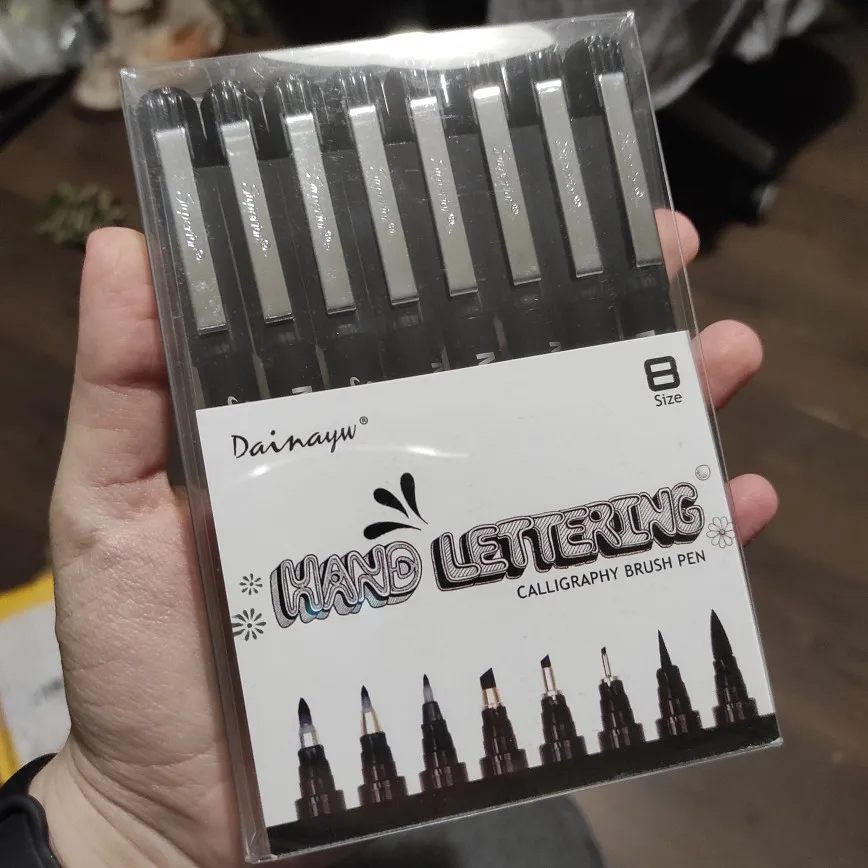 Dainayw®
8
Size
HAND LETTERING
CALLIGRAPHY BRUSH PEN